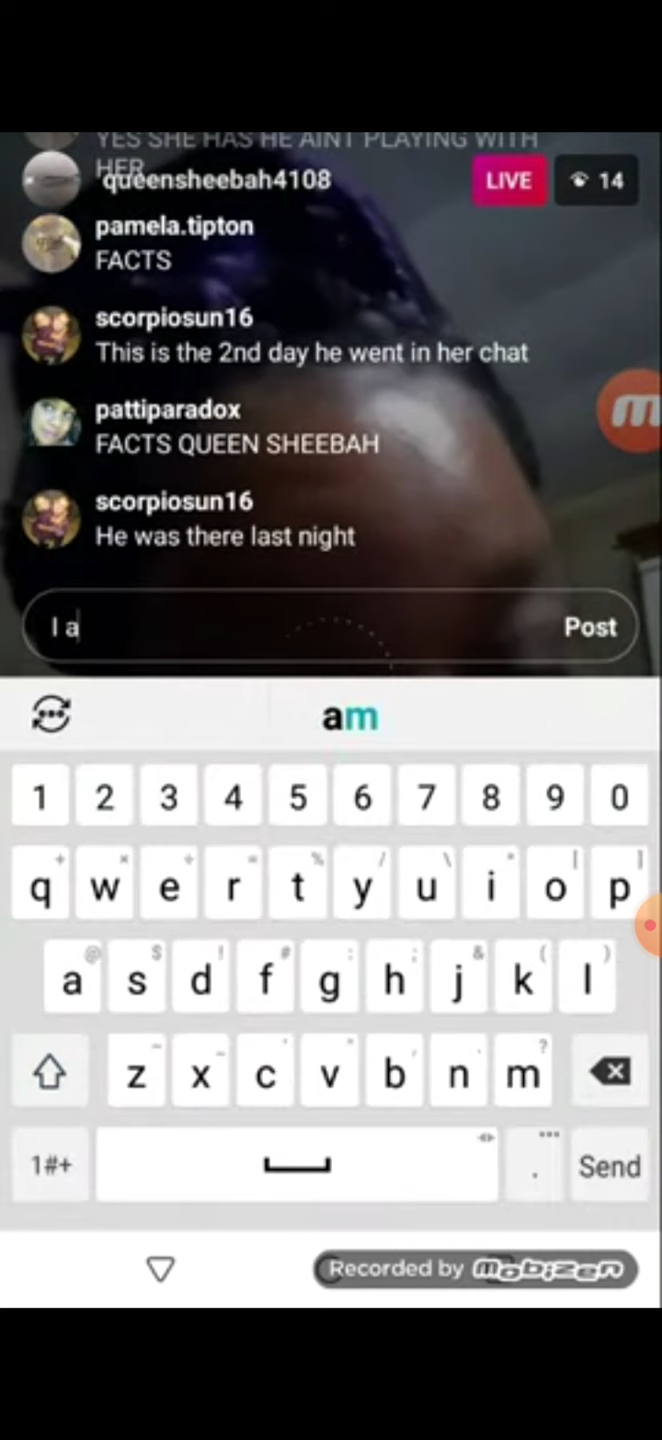 YES SHE HAS HE AINT PLAYING WITH
HER
queensheebah4108
LIVE
14
pamela.tipton
FACTS
scorpiosun16
This is the 2nd day he went in her chat
pattiparadox
FACTS QUEEN SHEEBAH
scorpiosun16
He was there last night
I a
Post
am
1 2 3 4 5 6 7 8 9 0
q w e r t y u i o p
a s d f g h j k l
z x c v b n m
1#+ . Send
Recorded by mobizen